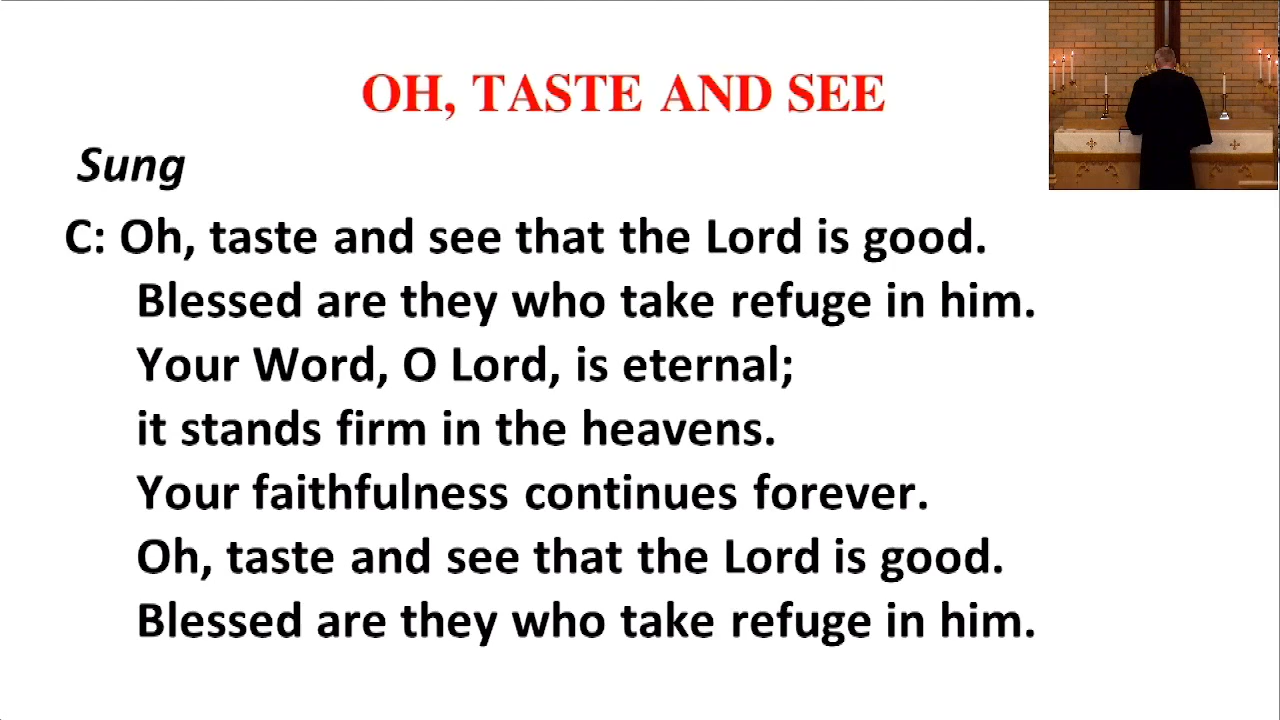 OH, TASTE AND SEE
Sung
C: Oh, taste and see that the Lord is good.
Blessed are they who take refuge in him.
Your Word, O Lord, is eternal;
it stands firm in the heavens.
Your faithfulness continues forever.
Oh, taste and see that the Lord is good.
Blessed are they who take refuge in him.